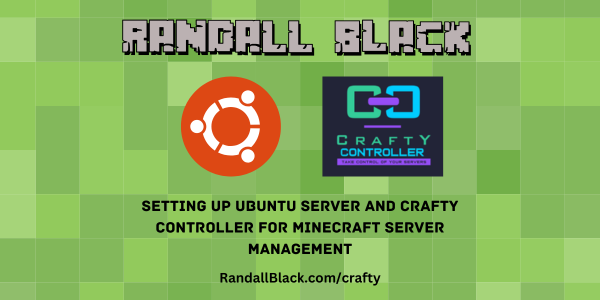 RANDALL BLACK
CRAFTY
CONTROLLER
TAKE CONTROL OF YOUR SERVERS
SETTING UP UBUNTU SERVER AND CRAFTY
CONTROLLER FOR MINECRAFT SERVER
MANAGEMENT
RandallBlack.com/crafty